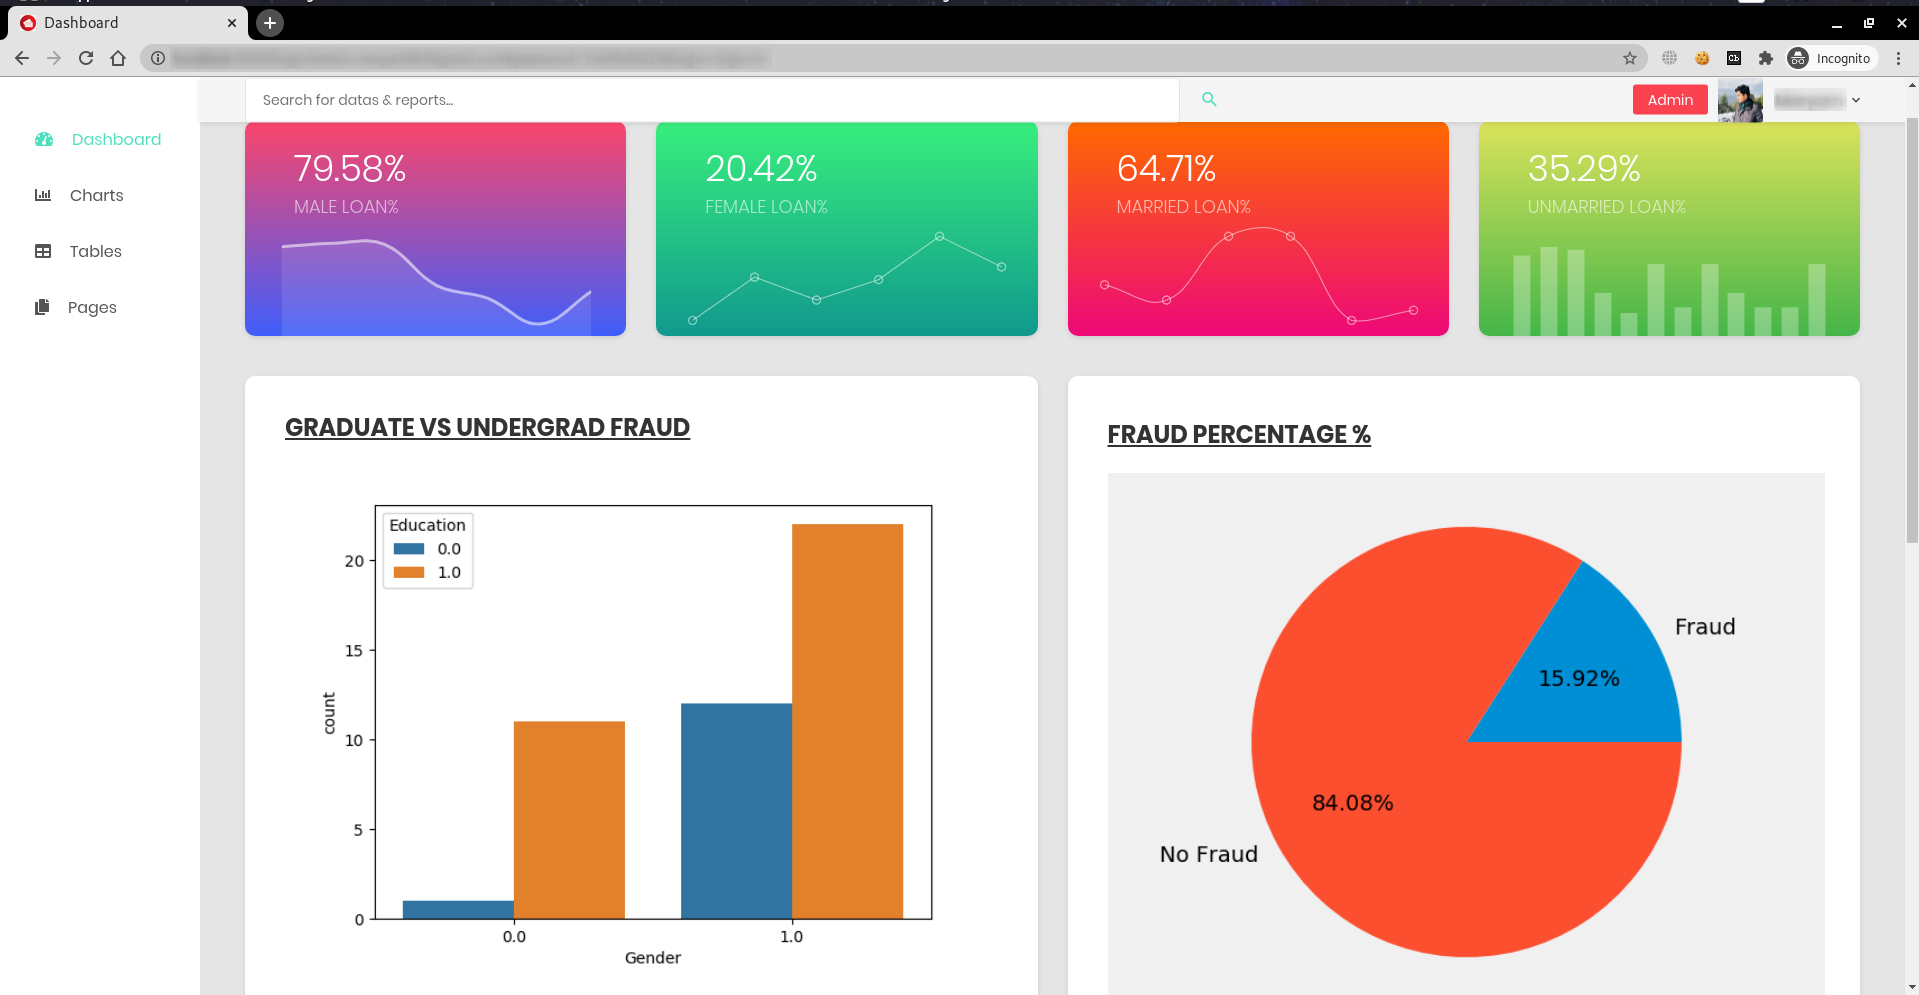 Dashboard
Incognito
Search for datas & reports...
Admin
Dashboard
Charts
Tables
Pages
79.58%
MALE LOAN%
20.42%
FEMALE LOAN%
64.71%
MARRIED LOAN%
35.29%
UNMARRIED LOAN%
GRADUATE VS UNDERGRAD FRAUD
Education
0.0
1.0
20
15
10
5
0
count
0.0
1.0
Gender
FRAUD PERCENTAGE %
Fraud
15.92%
84.08%
No Fraud